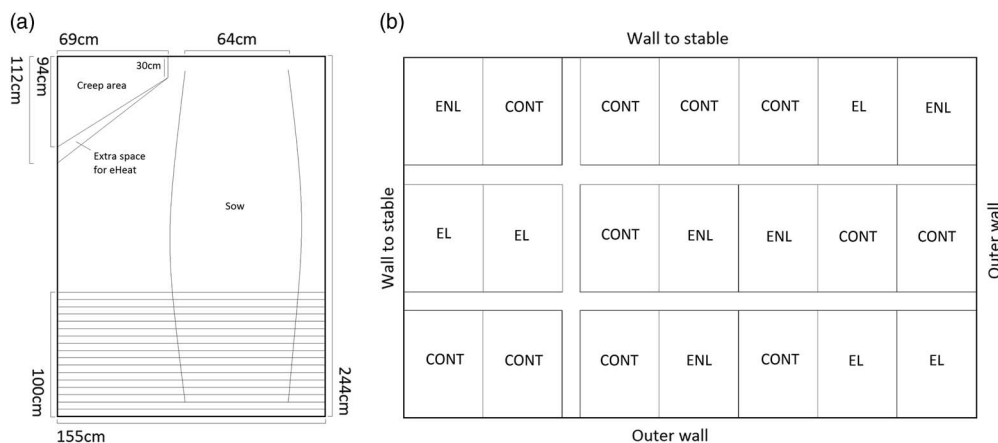 (a)
69cm
64cm
30cm
94cm
112cm
Creep area
Extra space
for eHeat
Sow
100cm
244cm
155cm
(b)
Wall to stable
ENL CONT CONT CONT CONT EL ENL
Wall to stable
EL EL CONT ENL ENL CONT CONT
Outer wall
CONT CONT CONT ENL CONT EL EL
Outer wall